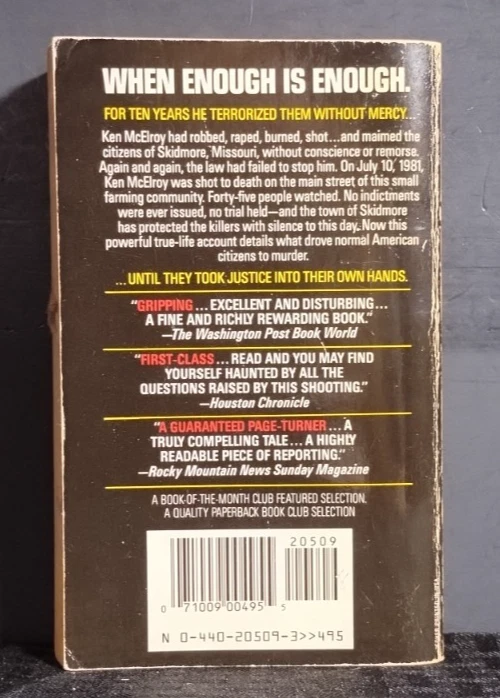 WHEN ENOUGH IS ENOUGH.
FOR TEN YEARS HE TERRORIZED THEM WITHOUT MERCY...
Ken McElroy had robbed, raped, burned, shot...and maimed the
citizens of Skidmore, Missouri, without conscience or remorse.
Again and again, the law had failed to stop him. On July 10, 1981,
Ken McElroy was shot to death on the main street of this small
farming community. Forty-five people watched. No indictments
were ever issued, no trial held—and the town of Skidmore
has protected the killers with silence to this day. Now this
powerful true-life account details what drove normal American
citizens to murder.
...UNTIL THEY TOOK JUSTICE INTO THEIR OWN HANDS.
"GRIPPING...EXCELLENT AND DISTURBING...
A FINE AND RICHLY REWARDING BOOK."
—The Washington Post Book World
"FIRST-CLASS...READ AND YOU MAY FIND
YOURSELF HAUNTED BY ALL THE
QUESTIONS RAISED BY THIS SHOOTING."
—Houston Chronicle
"A GUARANTEED PAGE-TURNER...A
TRULY COMPELLING TALE...A HIGHLY
READABLE PIECE OF REPORTING."
—Rocky Mountain News Sunday Magazine
A BOOK-OF-THE-MONTH CLUB FEATURED SELECTION.
A QUALITY PAPERBACK BOOK CLUB SELECTION
20509
0 71009 00495 5
N 0-440-20509-3>>495